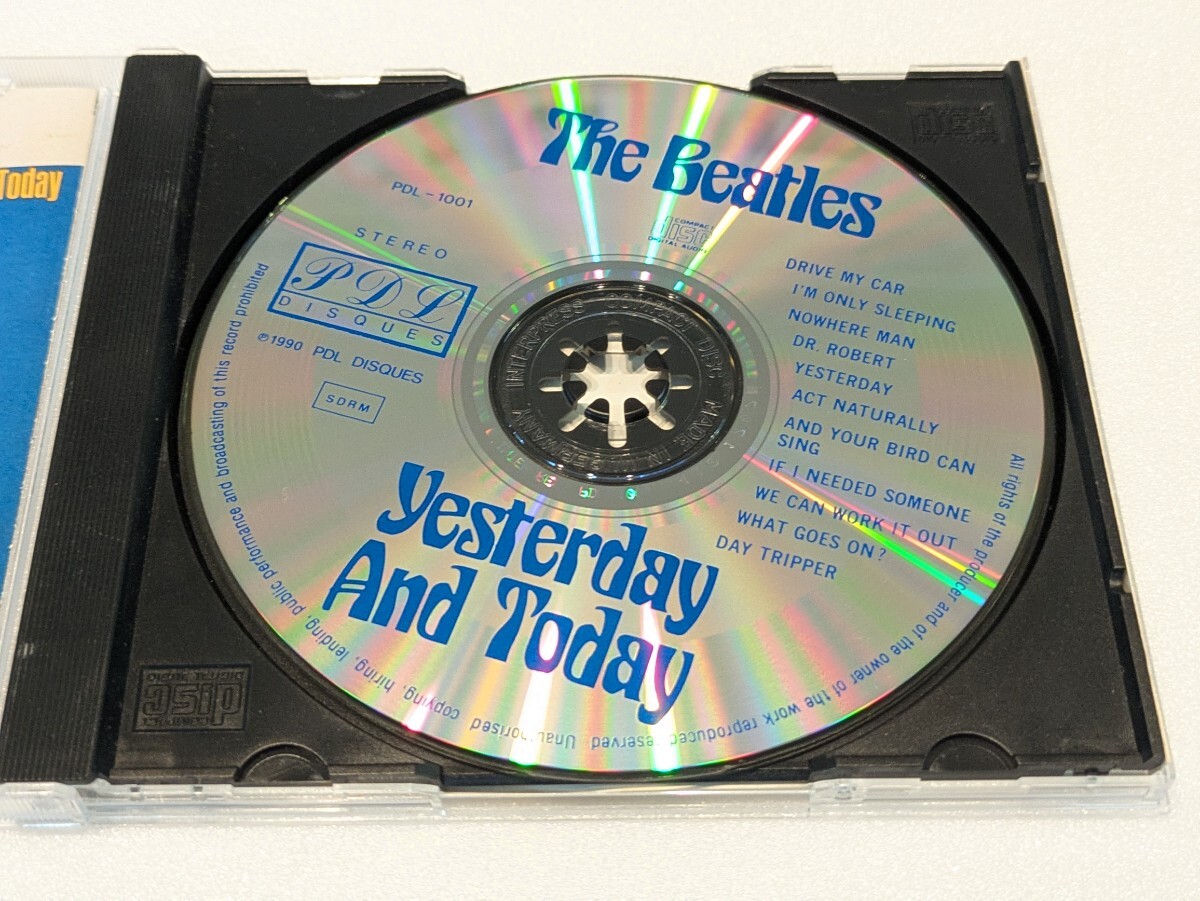 Today
The Beatles
COMPACT
disc
DIGITAL AUDIO
PDL-1001
STEREO
PDL
DISQUES
℗1990 PDL DISQUES
SDRM
DRIVE MY CAR
I'M ONLY SLEEPING
NOWHERE MAN
DR. ROBERT
YESTERDAY
ACT NATURALLY
AND YOUR BIRD CAN
SING
IF I NEEDED SOMEONE
WE CAN WORK IT OUT
WHAT GOES ON?
DAY TRIPPER
Yesterday
And Today
All rights of the producer and of the owner of the work reproduced reserved Unauthorised copying, hiring, lending, public performance and broadcasting of this record prohibited
COMPACT DISC MADE IN
disc
disc
DIGITAL AUDIO